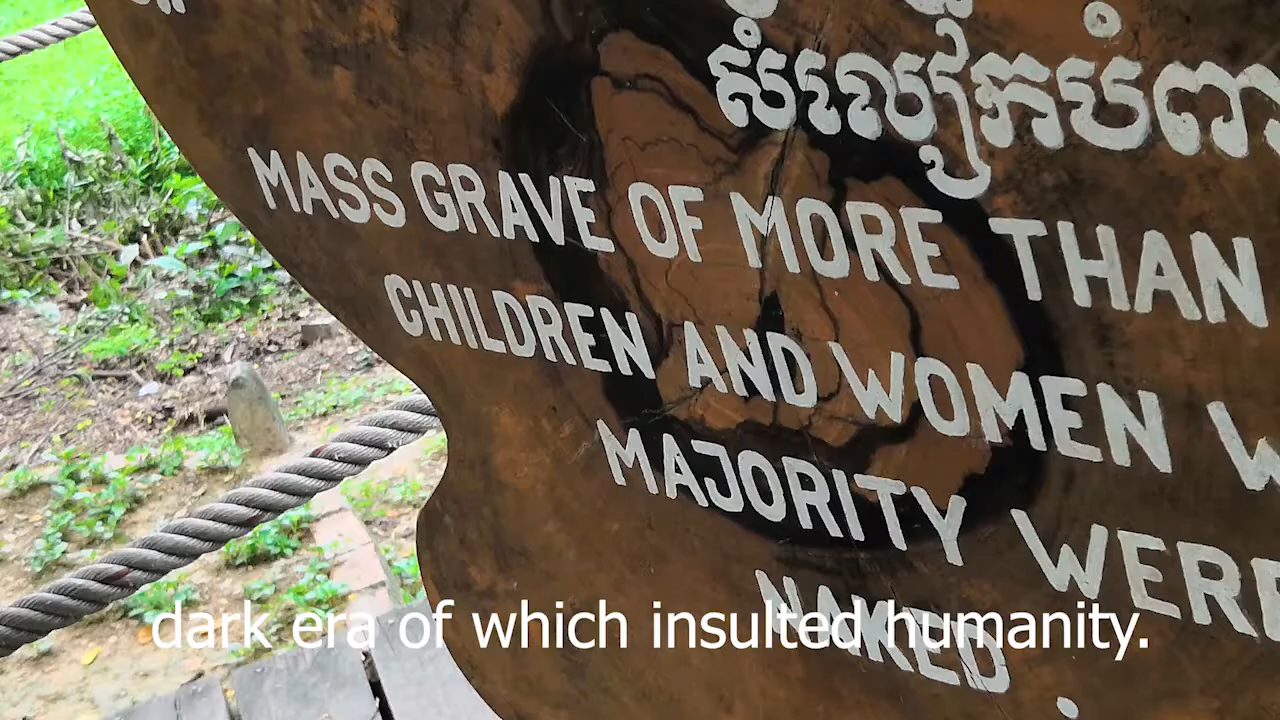 MASS GRAVE OF MORE THAN
CHILDREN AND WOMEN
MAJORITY WERE
NAKED
dark era of which insulted humanity.